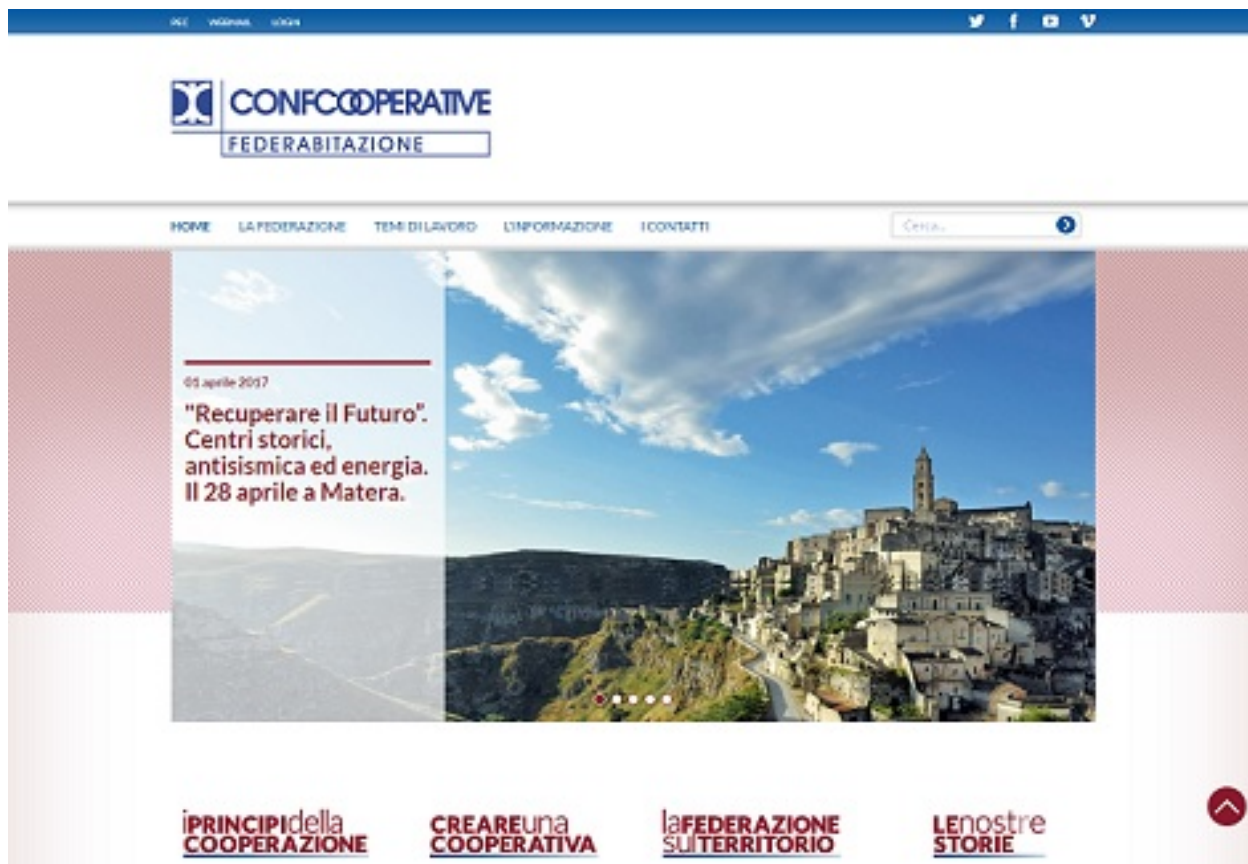 PEC WEBMAIL LOGIN
CONFCOOPERATIVE
FEDERABITAZIONE
HOME LA FEDERAZIONE TEMI DI LAVORO L'INFORMAZIONE I CONTATTI Cerca...
01 aprile 2017
"Recuperare il Futuro".
Centri storici,
antisismica ed energia.
Il 28 aprile a Matera.
iPRINCIPIdella
COOPERAZIONE
CREAREuna
COOPERATIVA
laFEDERAZIONE
sulTERRITORIO
LEnostre
STORIE